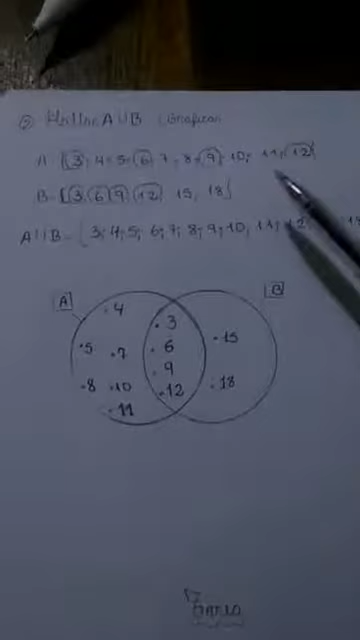 ② Hallar A∪B Graficar
A= {3; 4; 5; 6; 7; 8; 9; 10; 11; 12}
B= {3; 6; 9; 12; 15; 18}
A∪B= { 3; 4; 5; 6; 7; 8; 9; 10; 11; 12;
A B
.4 .3
.5 .7 .6 .15
.9
.8 .10 .12 .18
.11
Dario